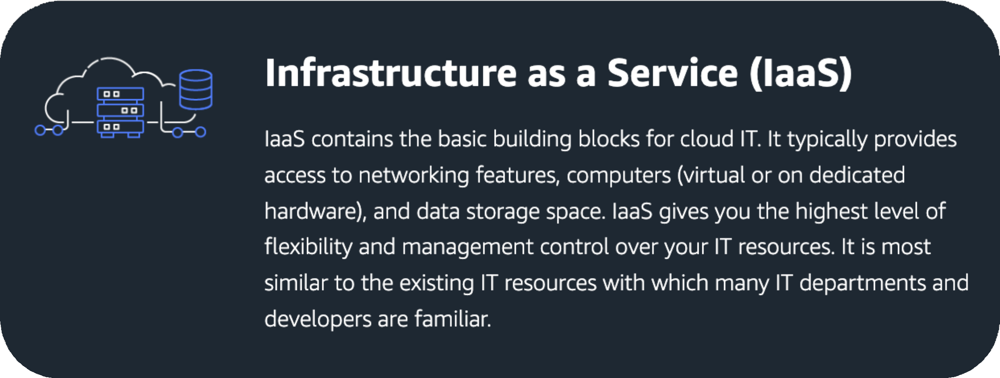 Infrastructure as a Service (IaaS)
IaaS contains the basic building blocks for cloud IT. It typically provides
access to networking features, computers (virtual or on dedicated
hardware), and data storage space. IaaS gives you the highest level of
flexibility and management control over your IT resources. It is most
similar to the existing IT resources with which many IT departments and
developers are familiar.